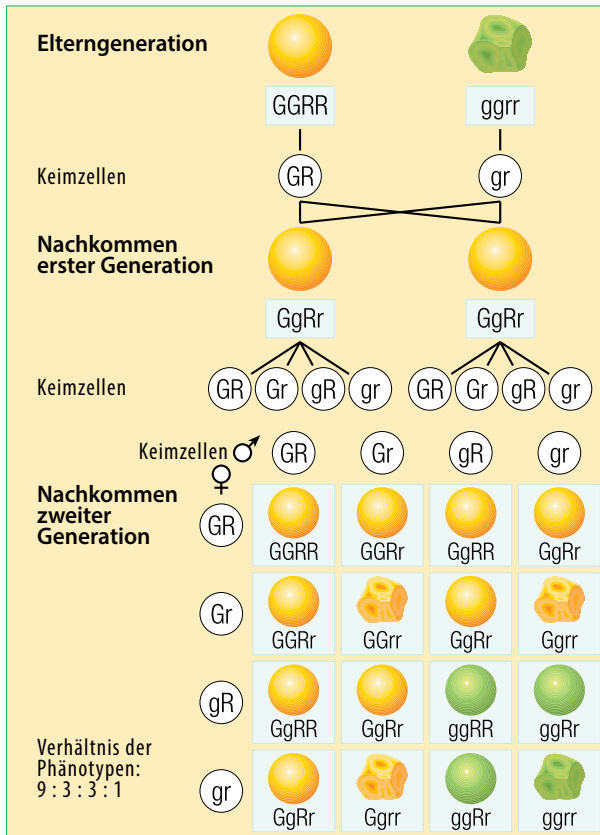 Elterngeneration
GGRR ggrr
Keimzellen GR gr
Nachkommen
erster Generation
GgRr GgRr
Keimzellen GR Gr gR gr GR Gr gR gr
Keimzellen ♂ GR Gr gR gr
♀
Nachkommen
zweiter
Generation
GR
GGRR GGRr GgRR GgRr
Gr
GGRr GGrr GgRr Ggrr
gR
GgRR GgRr ggRR ggRr
Verhältnis der
Phänotypen:
9 : 3 : 3 : 1
gr
GgRr Ggrr ggRr ggrr